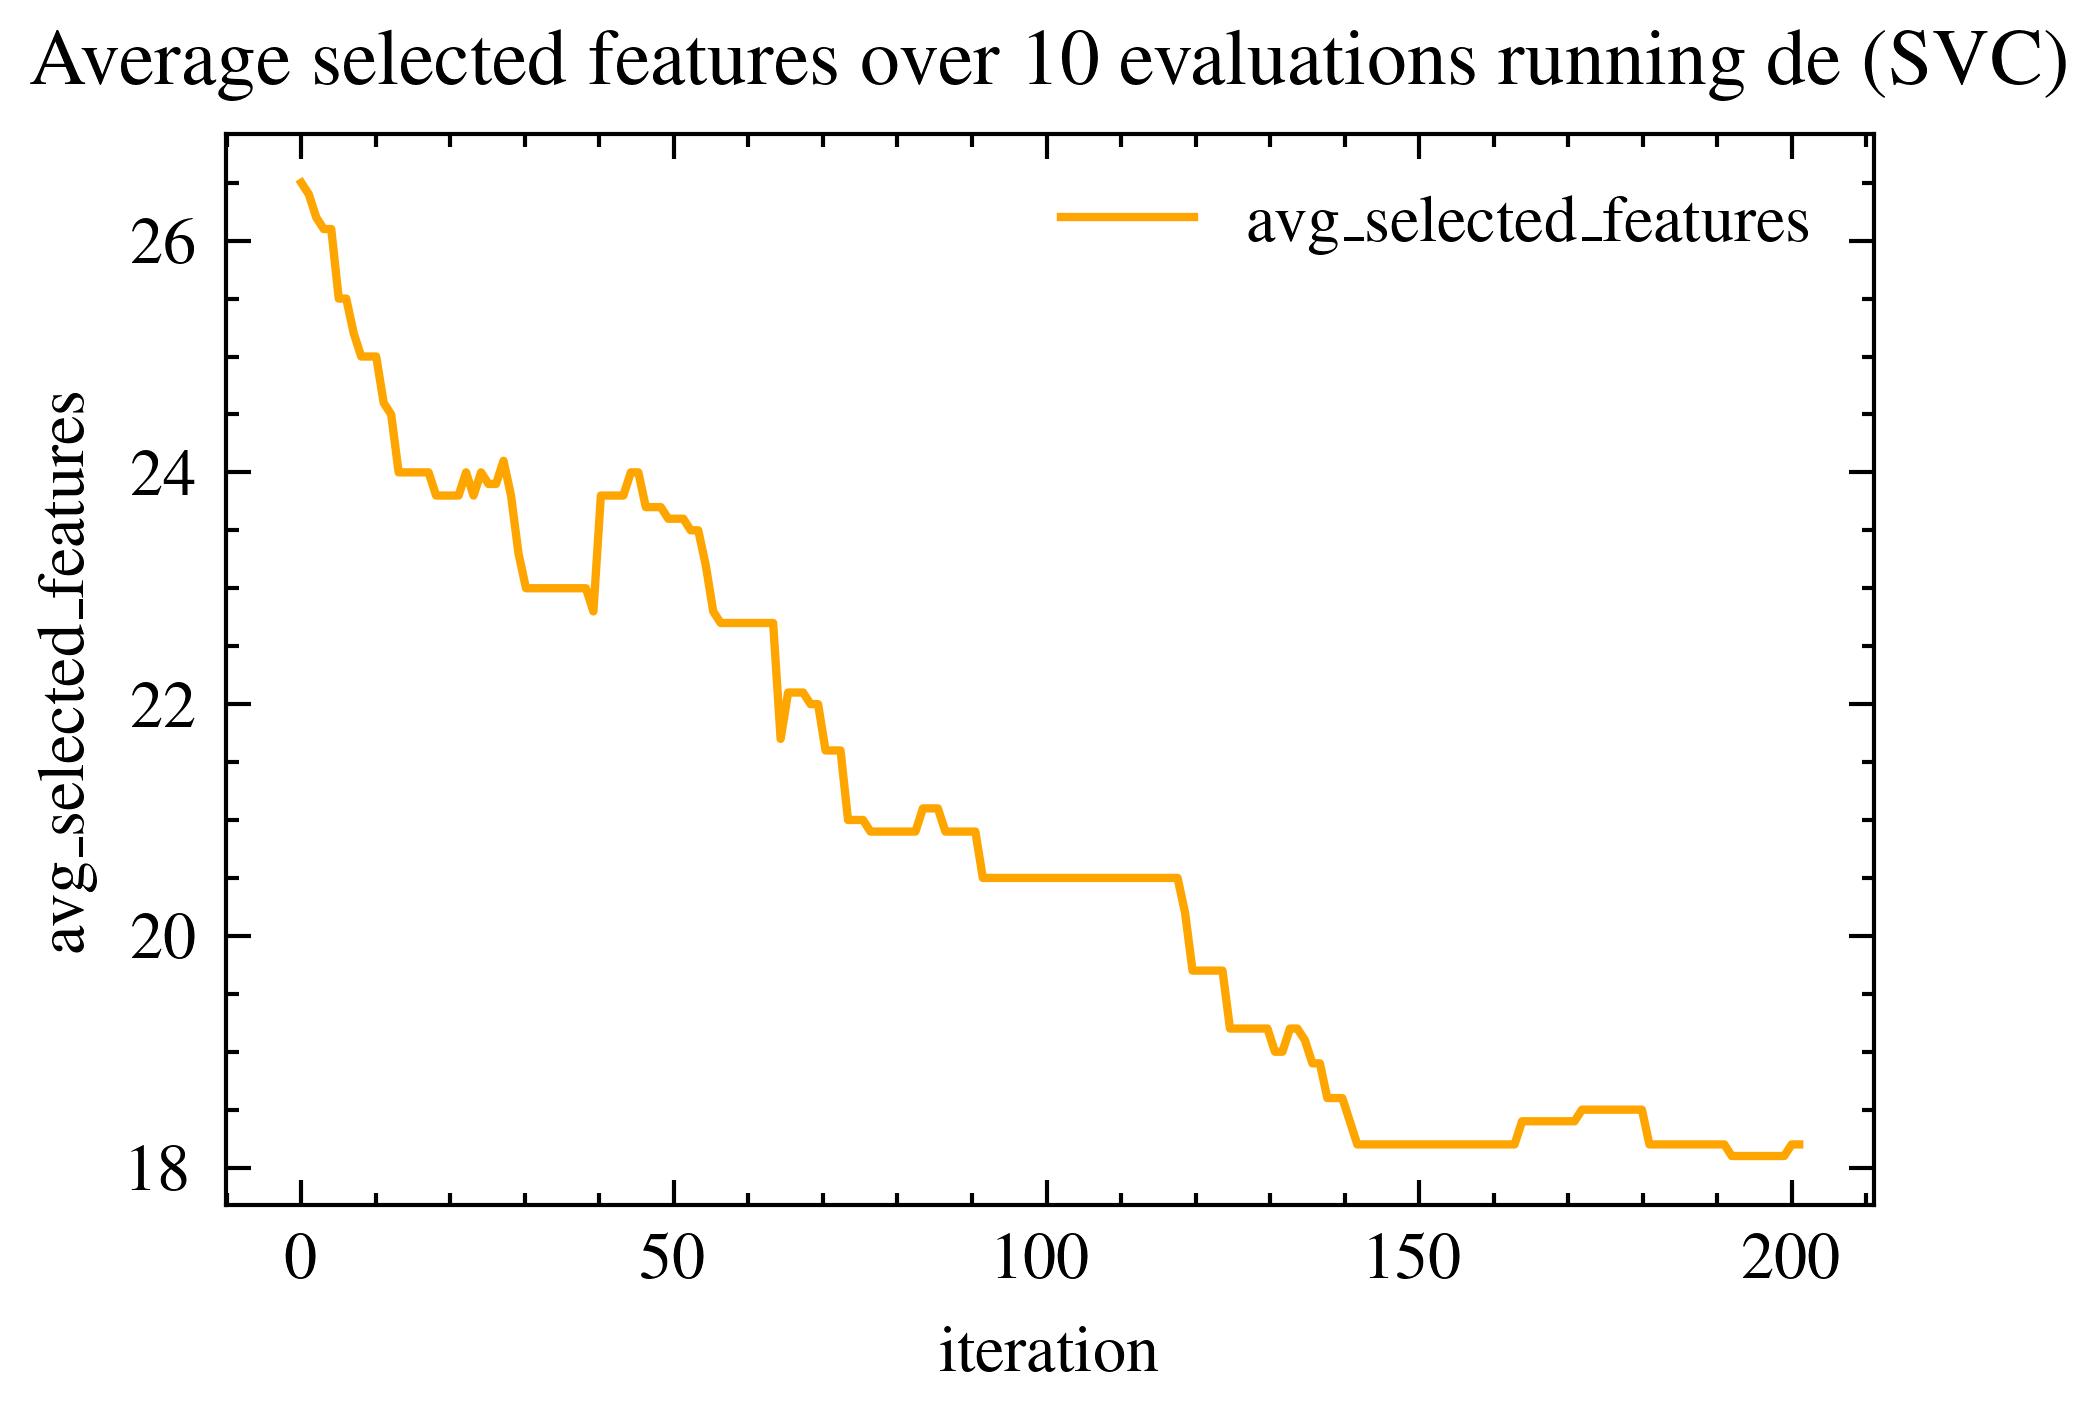 Average selected features over 10 evaluations running de (SVC)
avg_selected_features
avg_selected_features
26
24
22
20
18
0 50 100 150 200
iteration